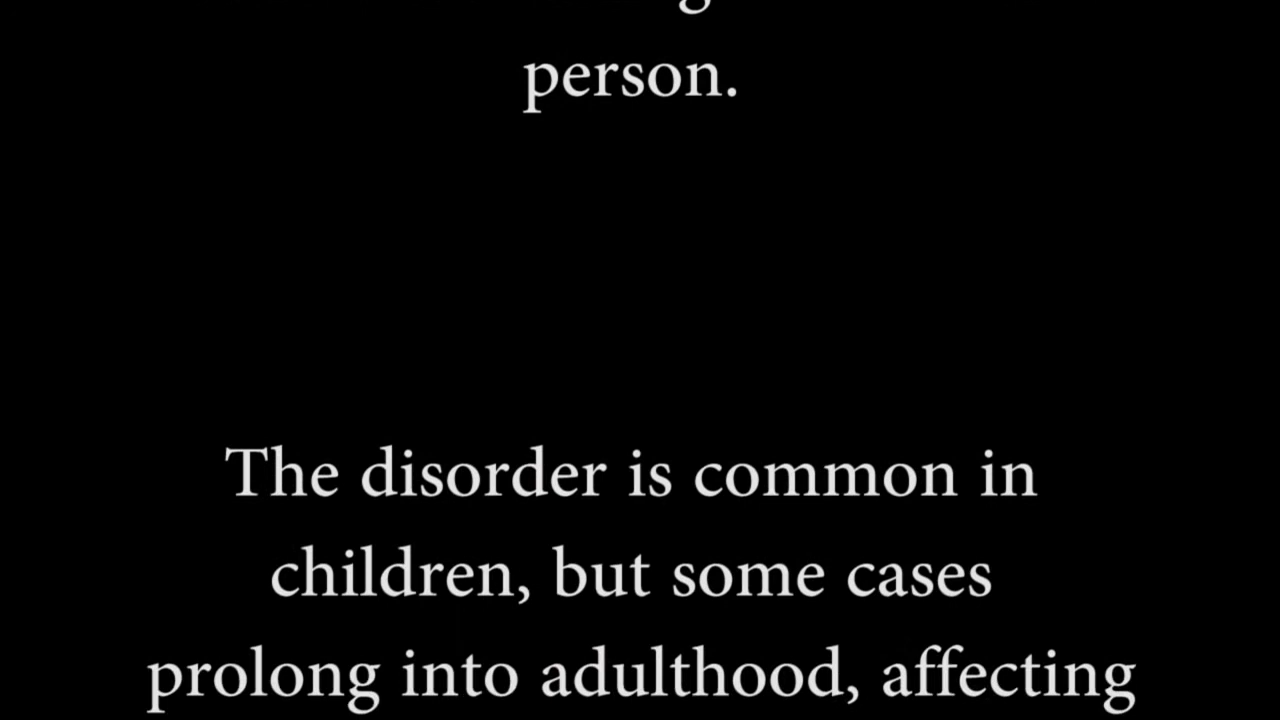 person.
The disorder is common in
children, but some cases
prolong into adulthood, affecting